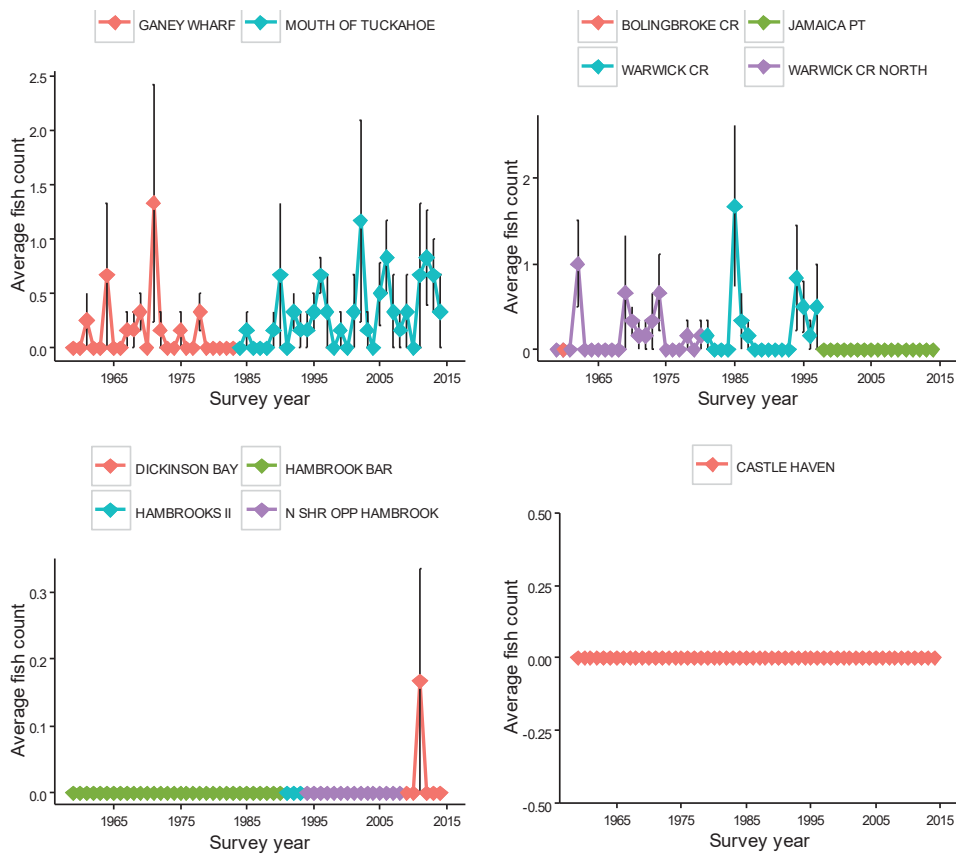 GANEY WHARF MOUTH OF TUCKAHOE
2.5
2.0
1.5
1.0
0.5
0.0
Average fish count
1965 1975 1985 1995 2005 2015
Survey year
BOLINGBROKE CR JAMAICA PT
WARWICK CR WARWICK CR NORTH
2
1
0
Average fish count
1965 1975 1985 1995 2005 2015
Survey year
DICKINSON BAY HAMBROOK BAR
HAMBROOKS II N SHR OPP HAMBROOK
0.3
0.2
0.1
0.0
Average fish count
1965 1975 1985 1995 2005 2015
Survey year
CASTLE HAVEN
0.50
0.25
0.00
-0.25
-0.50
Average fish count
1965 1975 1985 1995 2005 2015
Survey year